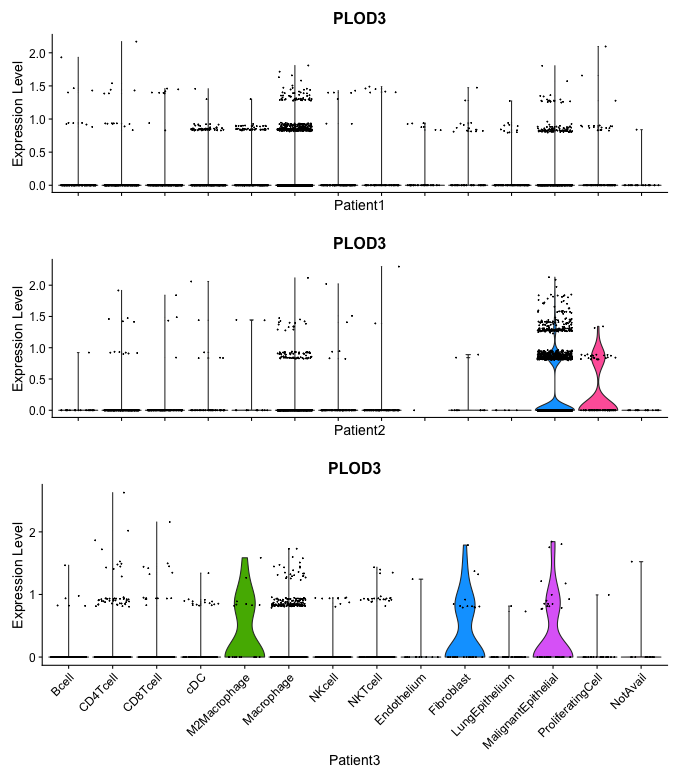 PLOD3
Expression Level
2.0
1.5
1.0
0.5
0.0
Patient1
PLOD3
Expression Level
2.0
1.5
1.0
0.5
0.0
Patient2
PLOD3
Expression Level
2
1
0
Bcell
CD4Tcell
CD8Tcell
cDC
M2Macrophage
Macrophage
NKcell
NKTcell
Endothelium
Fibroblast
LungEpithelium
MalignantEpithelial
ProliferatingCell
NotAvail
Patient3